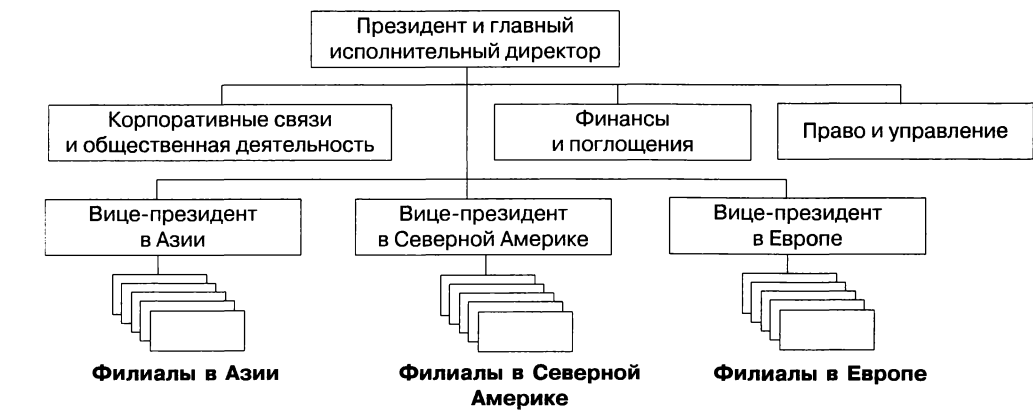 Президент и главный
исполнительный директор
Корпоративные связи
и общественная деятельность
Финансы
и поглощения
Право и управление
Вице-президент
в Азии
Вице-президент
в Северной Америке
Вице-президент
в Европе
Филиалы в Азии
Филиалы в Северной
Америке
Филиалы в Европе